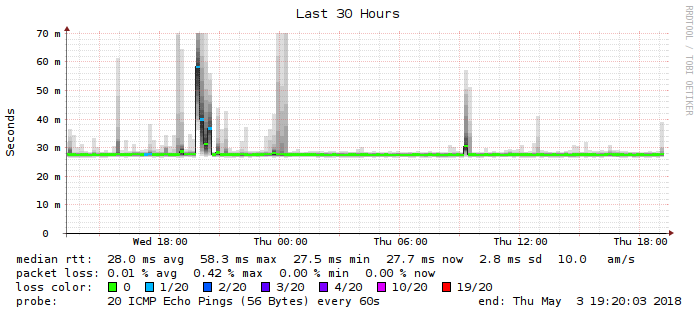 Last 30 Hours
RRDTOOL / TOBI OETIKER
Seconds
70 m
60 m
50 m
40 m
30 m
20 m
10 m
0
Wed 18:00 Thu 00:00 Thu 06:00 Thu 12:00 Thu 18:00
median rtt: 28.0 ms avg 58.3 ms max 27.5 ms min 27.7 ms now 2.8 ms sd 10.0 am/s
packet loss: 0.01 % avg 0.42 % max 0.00 % min 0.00 % now
loss color: 0 1/20 2/20 3/20 4/20 10/20 19/20
probe: 20 ICMP Echo Pings (56 Bytes) every 60s end: Thu May 3 19:20:03 2018